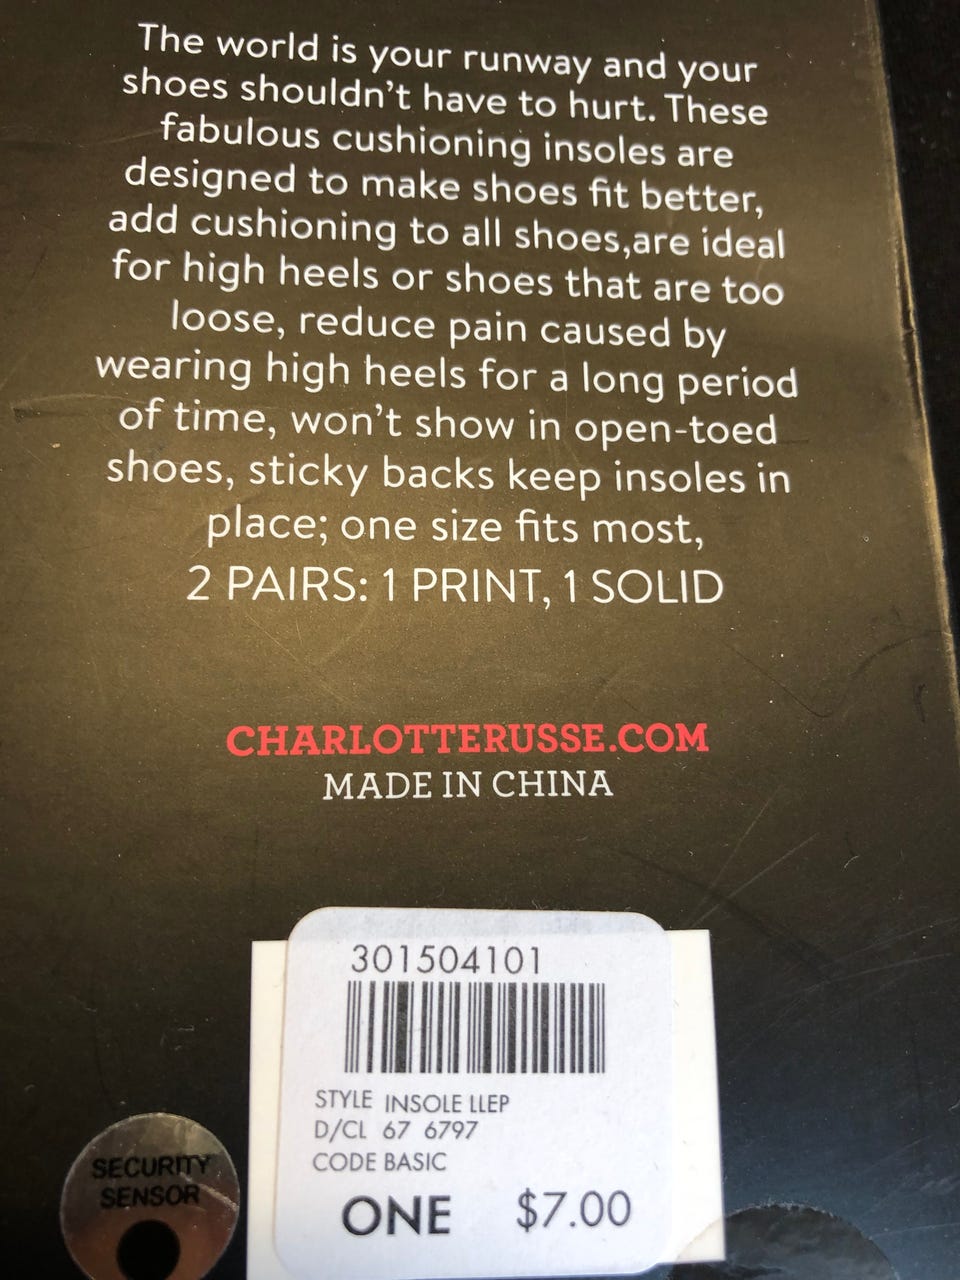 The world is your runway and your
shoes shouldn't have to hurt. These
fabulous cushioning insoles are
designed to make shoes fit better,
add cushioning to all shoes,are ideal
for high heels or shoes that are too
loose, reduce pain caused by
wearing high heels for a long period
of time, won't show in open-toed
shoes, sticky backs keep insoles in
place; one size fits most,
2 PAIRS: 1 PRINT, 1 SOLID
CHARLOTTERUSSE.COM
MADE IN CHINA
301504101
STYLE INSOLE LLEP
D/CL 67 6797
CODE BASIC
ONE $7.00
SECURITY
SENSOR